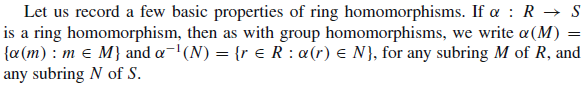 Let us record a few basic properties of ring homomorphisms. If α : R → S
is a ring homomorphism, then as with group homomorphisms, we write α(M) =
{α(m) : m ∈ M} and α⁻¹(N) = {r ∈ R : α(r) ∈ N}, for any subring M of R, and
any subring N of S.